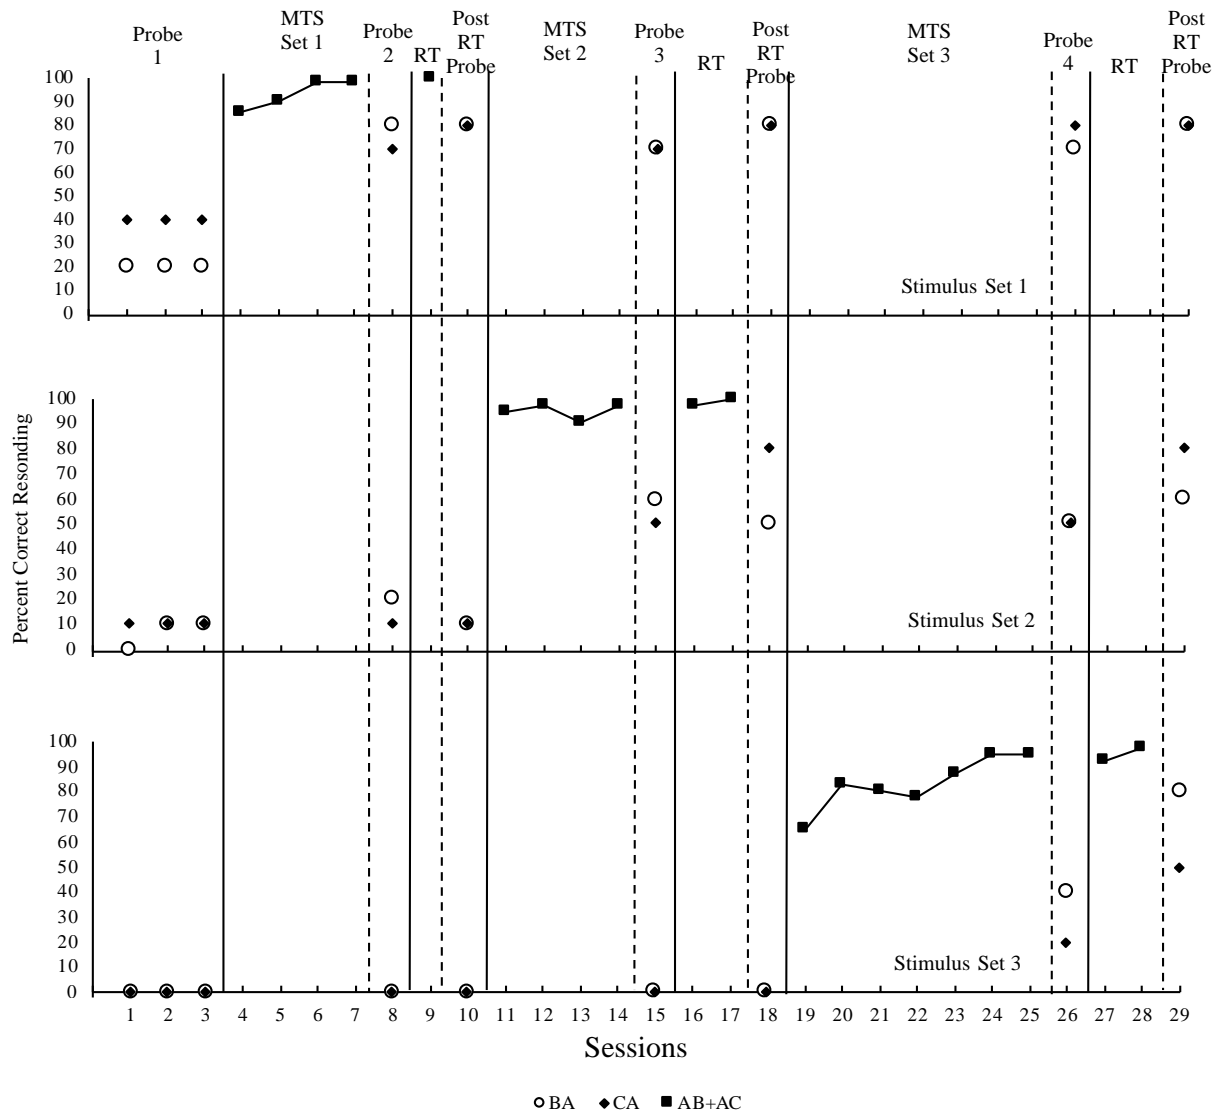 Probe 1
MTS Set 1
Probe 2
RT
Post RT Probe
MTS Set 2
Probe 3
RT
Post RT Probe
MTS Set 3
Probe 4
RT
Post RT Probe
100
90
80
70
60
50
40
30
20
10
0
Stimulus Set 1
Percent Correct Resonding
100
90
80
70
60
50
40
30
20
10
0
Stimulus Set 2
100
90
80
70
60
50
40
30
20
10
0
Stimulus Set 3
1 2 3 4 5 6 7 8 9 10 11 12 13 14 15 16 17 18 19 20 21 22 23 24 25 26 27 28 29
Sessions
BA CA AB+AC